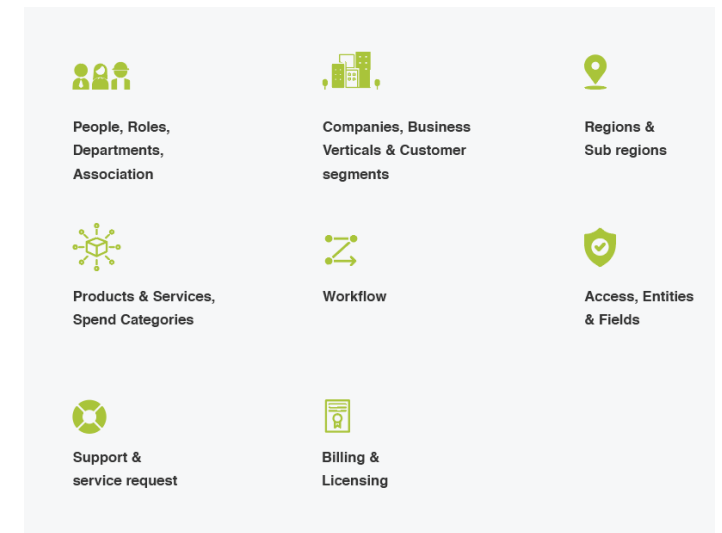 People, Roles,
Departments,
Association
Companies, Business
Verticals & Customer
segments
Regions &
Sub regions
Products & Services,
Spend Categories
Workflow
Access, Entities
& Fields
Support &
service request
Billing &
Licensing